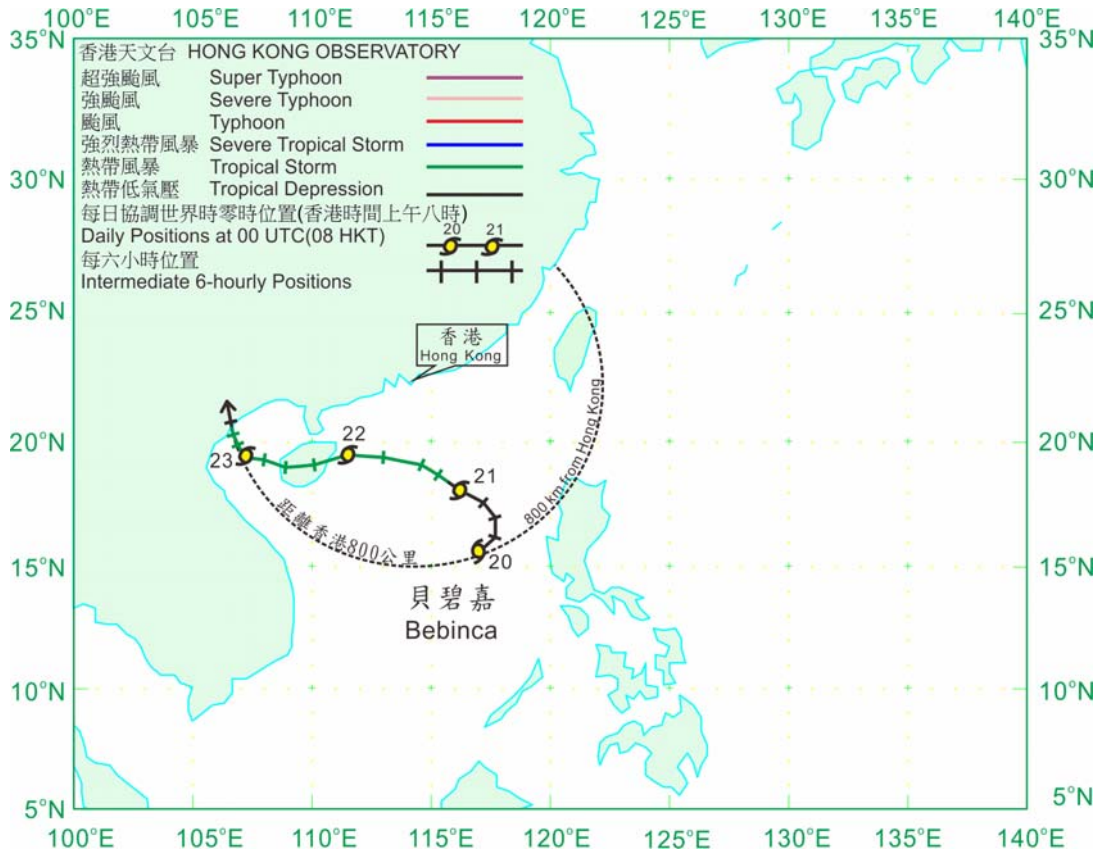 100°E 105°E 110°E 115°E 120°E 125°E 130°E 135°E 140°E
35°N 35°N
香港天文台 HONG KONG OBSERVATORY
超強颱風 Super Typhoon
強颱風 Severe Typhoon
颱風 Typhoon
強烈熱帶風暴 Severe Tropical Storm
熱帶風暴 Tropical Storm
30°N 30°N
熱帶低氣壓 Tropical Depression
每日協調世界時零時位置(香港時間上午八時)
Daily Positions at 00 UTC(08 HKT) 20 21
每六小時位置
Intermediate 6-hourly Positions
25°N 25°N
香港
Hong Kong
800 km from Hong Kong
20°N 20°N
22
23
21
距離香港800公里
20
15°N 15°N
貝碧嘉
Bebinca
10°N 10°N
5°N 5°N
100°E 105°E 110°E 115°E 120°E 125°E 130°E 135°E 140°E